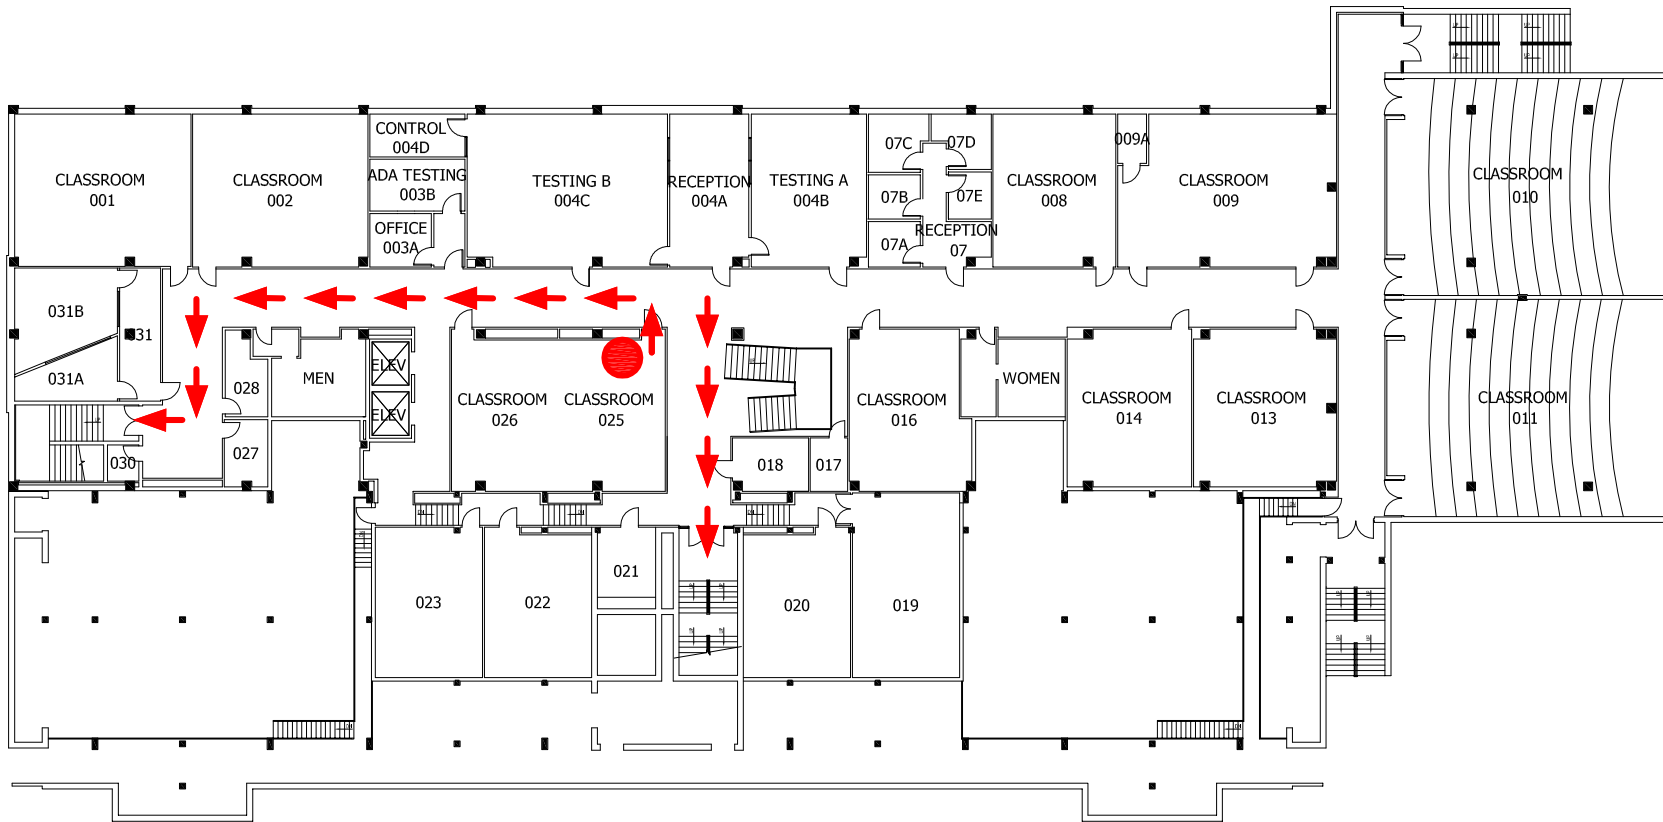 CONTROL
004D
07C
07D
009A
ADA TESTING
003B
CLASSROOM
001
CLASSROOM
002
TESTING B
004C
RECEPTION
004A
TESTING A
004B
07B
07E
CLASSROOM
008
CLASSROOM
009
CLASSROOM
010
OFFICE
003A
07A
RECEPTION
07
031B
031
031A
028
MEN
ELEV
ELEV
CLASSROOM
026
CLASSROOM
025
CLASSROOM
016
WOMEN
CLASSROOM
014
CLASSROOM
013
CLASSROOM
011
030
027
018
017
023
022
021
020
019